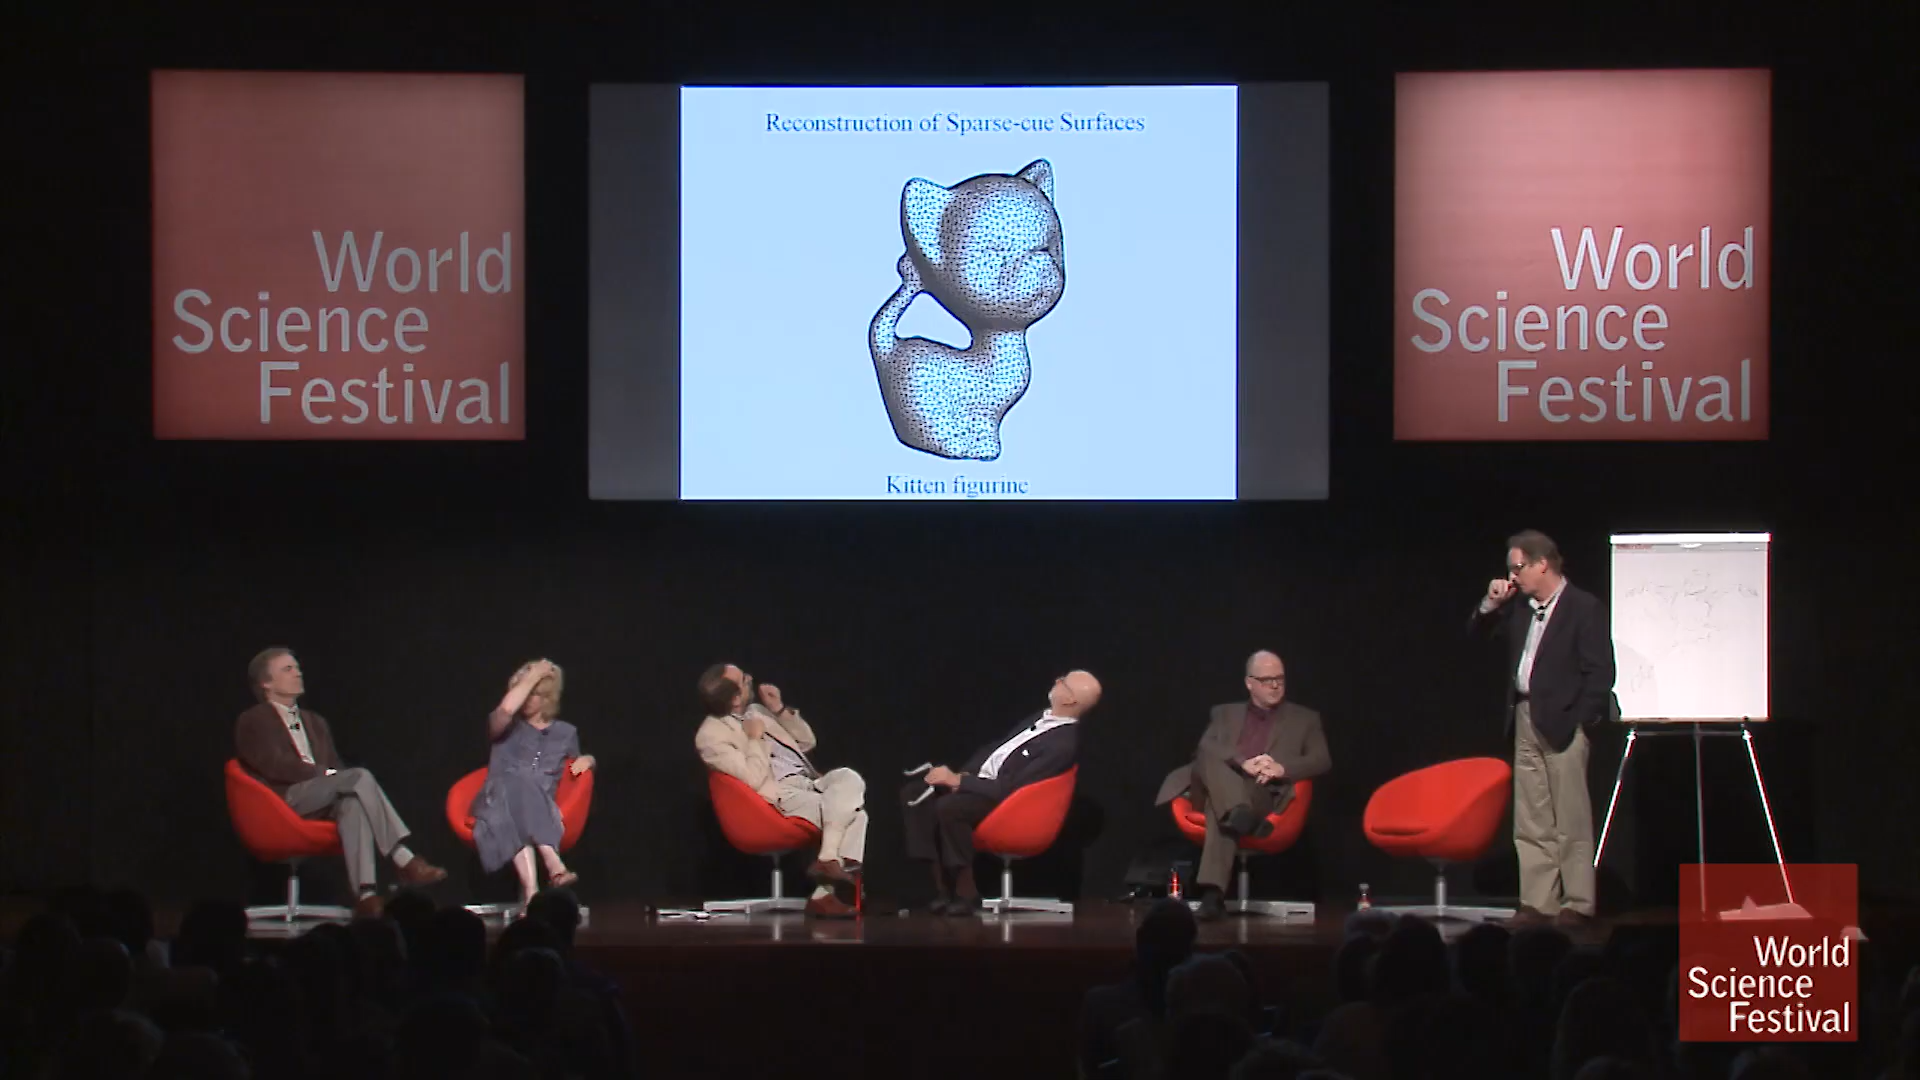 World
Science
Festival
Reconstruction of Sparse-cue Surfaces
Kitten figurine
World
Science
Festival
World
Science
Festival